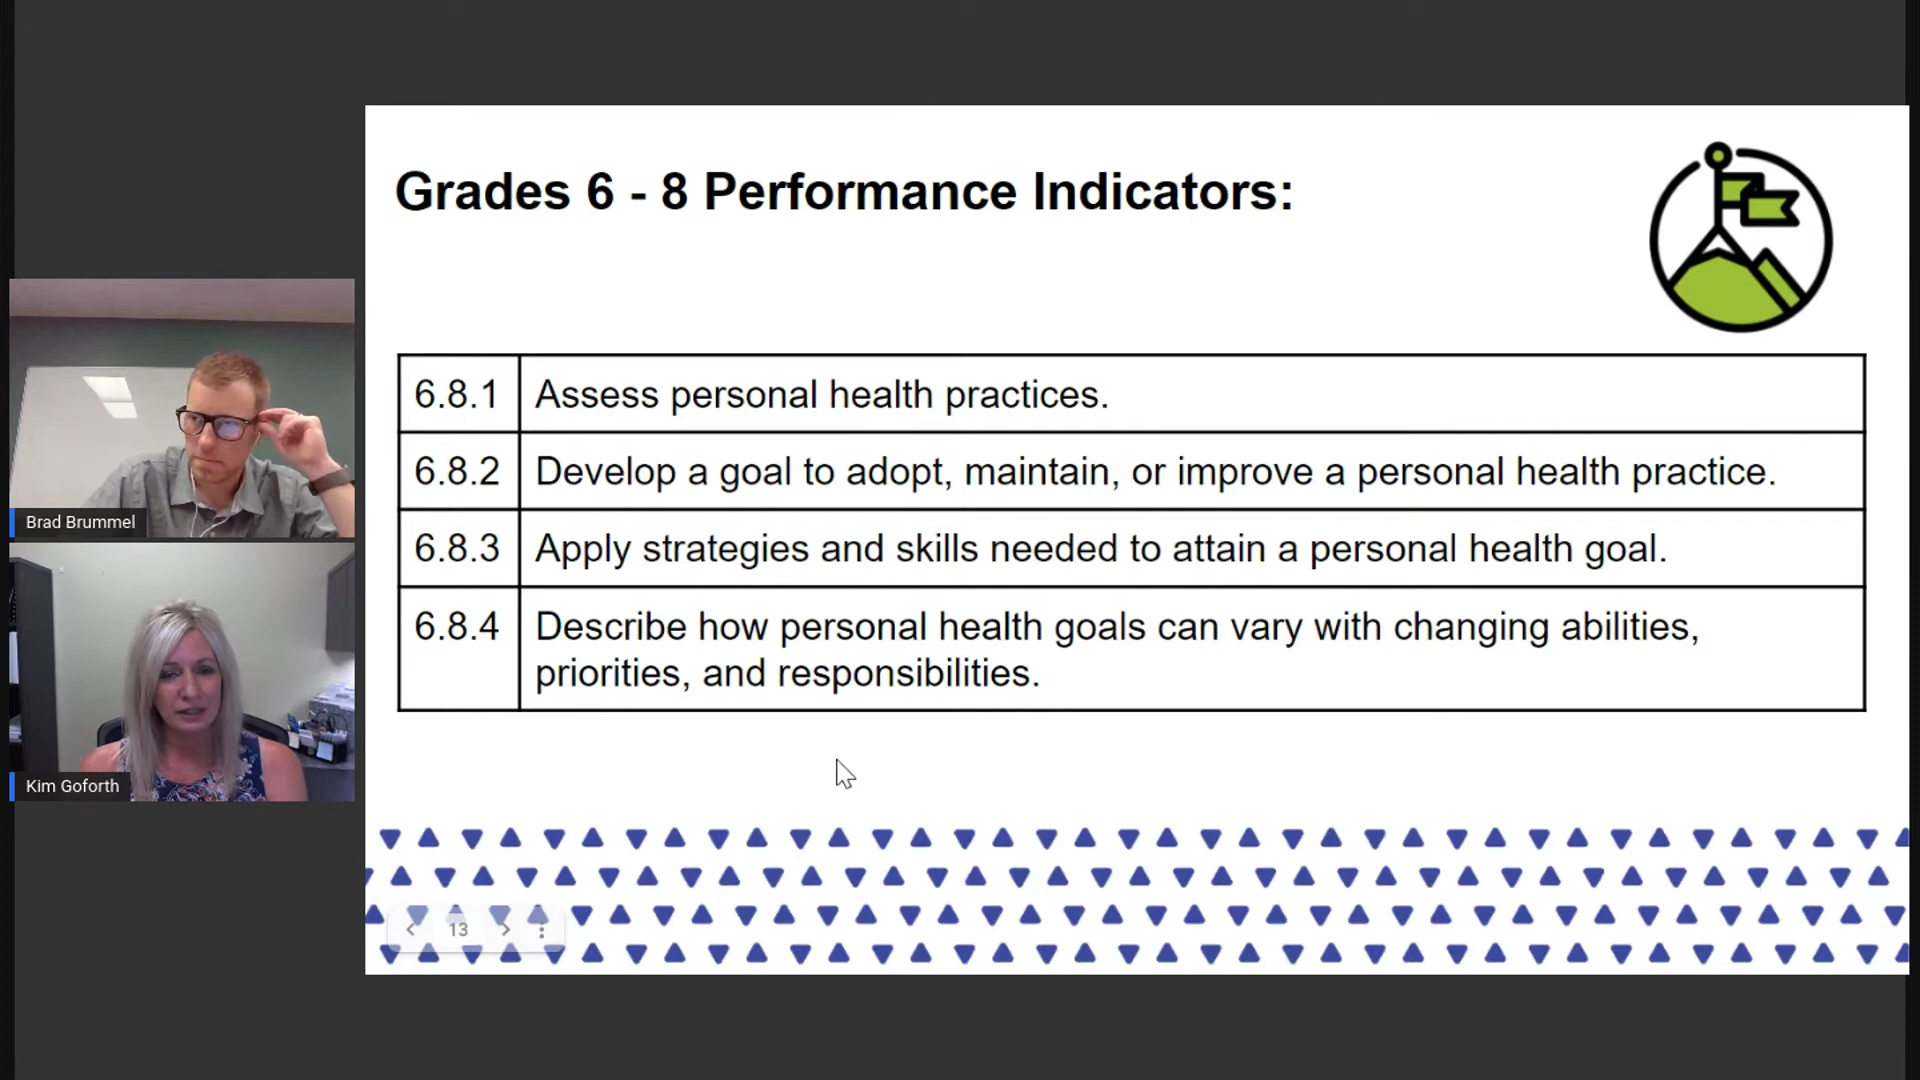 Grades 6 - 8 Performance Indicators:
6.8.1 Assess personal health practices.
6.8.2 Develop a goal to adopt, maintain, or improve a personal health practice.
6.8.3 Apply strategies and skills needed to attain a personal health goal.
6.8.4 Describe how personal health goals can vary with changing abilities,
priorities, and responsibilities.
Brad Brummel
Kim Goforth
13